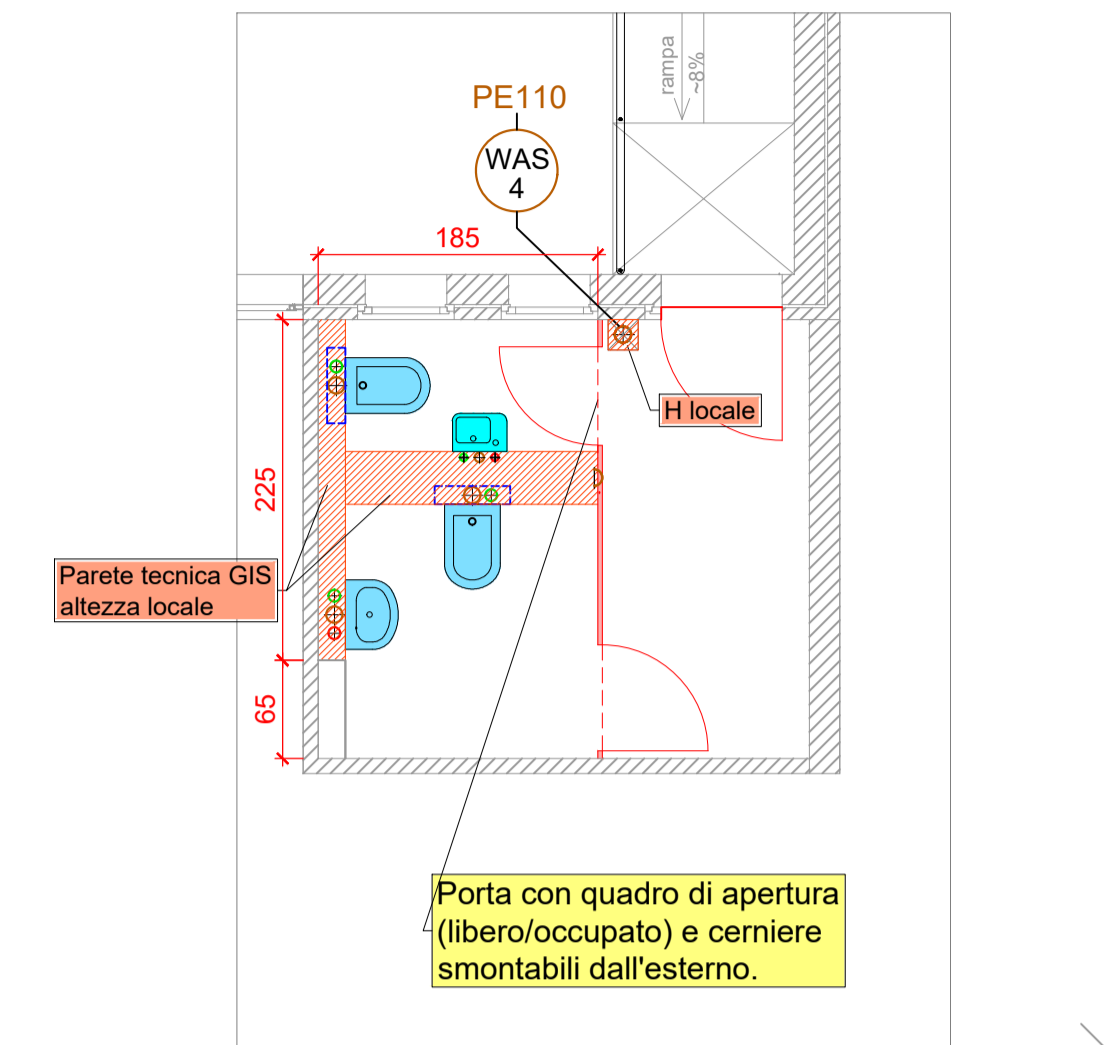 rampa
~8%
PE110
WAS
4
185
H locale
225
Parete tecnica GIS
altezza locale
65
Porta con quadro di apertura
(libero/occupato) e cerniere
smontabili dall'esterno.